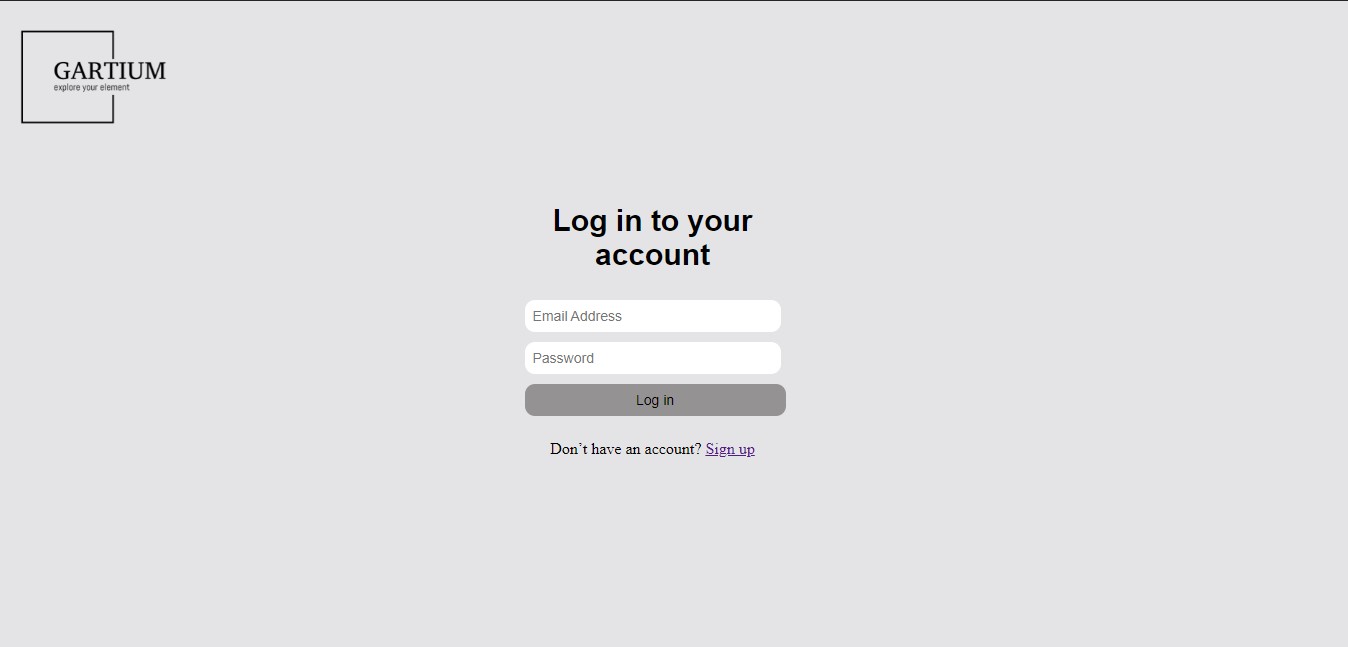 GARTIUM
explore your element
Log in to your
account
Email Address
Password
Log in
Don’t have an account? Sign up